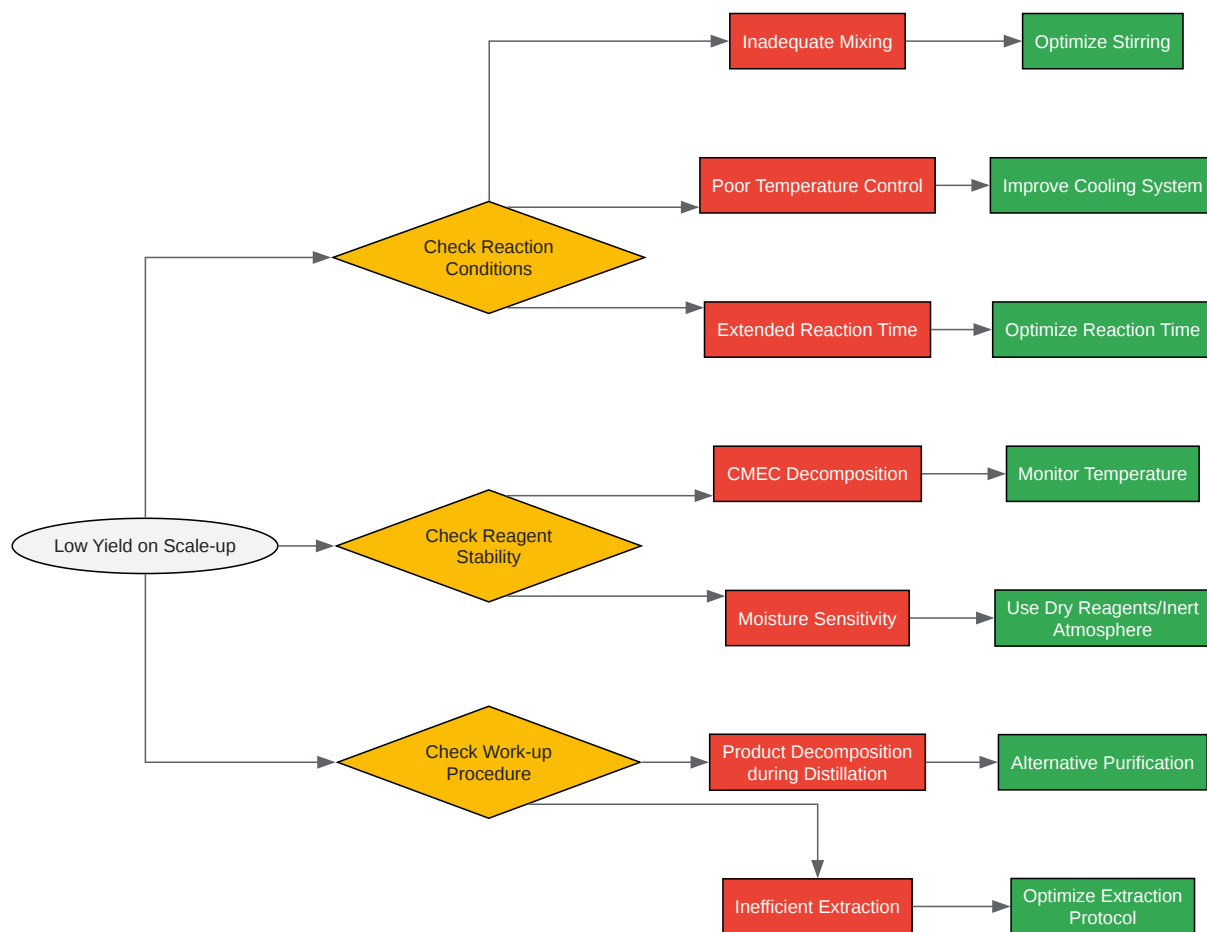 Inadequate Mixing
Optimize Stirring
Poor Temperature Control
Improve Cooling System
Check Reaction
Conditions
Extended Reaction Time
Optimize Reaction Time
CMEC Decomposition
Monitor Temperature
Low Yield on Scale-up
Check Reagent
Stability
Moisture Sensitivity
Use Dry Reagents/Inert
Atmosphere
Check Work-up
Procedure
Product Decomposition
during Distillation
Alternative Purification
Inefficient Extraction
Optimize Extraction
Protocol